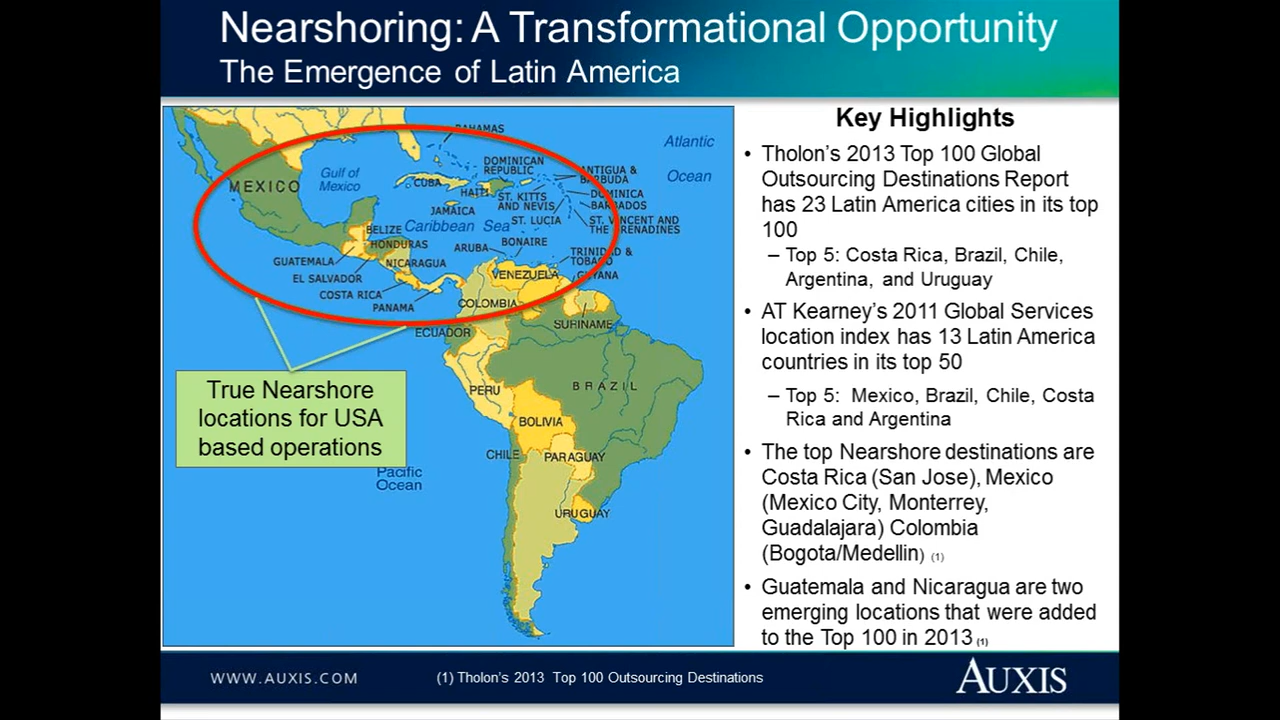 Nearshoring: A Transformational Opportunity
The Emergence of Latin America
BAHAMAS
Atlantic
Ocean
Gulf of
Mexico
MEXICO
CUBA
DOMINICAN
REPUBLIC
HAITI
ANTIGUA &
BARBUDA
DOMINICA
BARBADOS
ST. KITTS
AND NEVIS
JAMAICA
ST. LUCIA
ST. VINCENT AND
THE GRENADINES
BELIZE
Caribbean Sea
HONDURAS
ARUBA
BONAIRE
GUATEMALA
NICARAGUA
TRINIDAD &
TOBAGO
EL SALVADOR
VENEZUELA
GUYANA
COSTA RICA
PANAMA
COLOMBIA
SURINAME
ECUADOR
PERU
BRAZIL
BOLIVIA
CHILE
PARAGUAY
URUGUAY
Pacific
Ocean
True Nearshore
locations for USA
based operations
Key Highlights
• Tholon's 2013 Top 100 Global
Outsourcing Destinations Report
has 23 Latin America cities in its top
100
– Top 5: Costa Rica, Brazil, Chile,
Argentina, and Uruguay
• AT Kearney's 2011 Global Services
location index has 13 Latin America
countries in its top 50
– Top 5: Mexico, Brazil, Chile, Costa
Rica and Argentina
• The top Nearshore destinations are
Costa Rica (San Jose), Mexico
(Mexico City, Monterrey,
Guadalajara) Colombia
(Bogota/Medellin) (1)
• Guatemala and Nicaragua are two
emerging locations that were added
to the Top 100 in 2013 (1)
WWW.AUXIS.COM
(1) Tholon's 2013 Top 100 Outsourcing Destinations
AUXIS